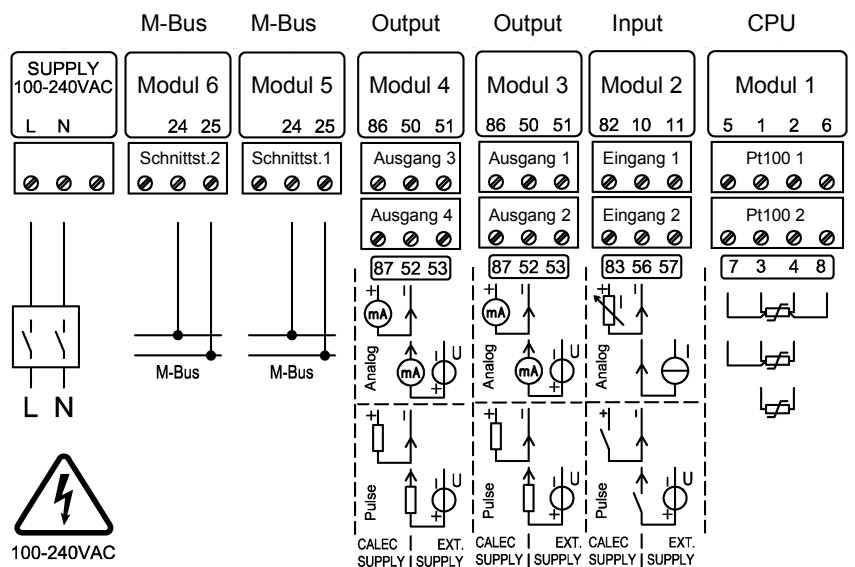 M-Bus M-Bus Output Output Input CPU
SUPPLY
100-240VAC
L N
Modul 6
24 25
Modul 5
24 25
Modul 4
86 50 51
Modul 3
86 50 51
Modul 2
82 10 11
Modul 1
5 1 2 6
Schnittst.2
Schnittst.1
Ausgang 3
Ausgang 1
Eingang 1
Pt100 1
Ausgang 4
Ausgang 2
Eingang 2
Pt100 2
87 52 53
87 52 53
83 56 57
7 3 4 8
+ −
mA
Analog
mA
− U
+
+ −
mA
Analog
mA
− U
+
+ −
I
Analog
I
M-Bus
M-Bus
L N
+ −
Pulse
− U
+
+ −
Pulse
− U
+
+ −
Pulse
− U
+
100-240VAC
CALEC
SUPPLY
EXT.
SUPPLY
CALEC
SUPPLY
EXT.
SUPPLY
CALEC
SUPPLY
EXT.
SUPPLY